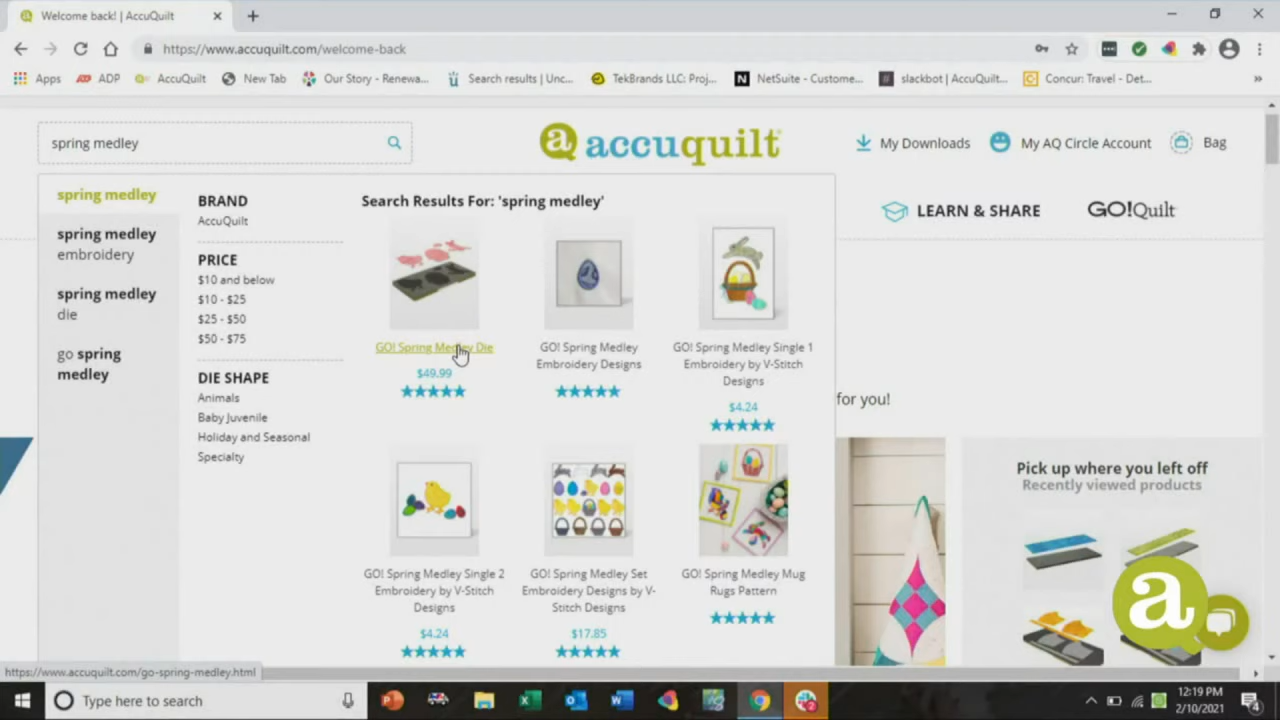 Welcome back! | AccuQuilt
https://www.accuquilt.com/welcome-back
Apps
ADP
AccuQuilt
New Tab
Our Story - Renewa...
Search results | Unc...
TekBrands LLC: Proj...
NetSuite - Custome...
slackbot | AccuQuilt...
Concur: Travel - Det...
spring medley
a accuquilt
My Downloads
My AQ Circle Account
Bag
LEARN & SHARE
GO!Quilt
spring medley
spring medley
embroidery
spring medley
die
go spring
medley
BRAND
AccuQuilt
PRICE
$10 and below
$10 - $25
$25 - $50
$50 - $75
DIE SHAPE
Animals
Baby Juvenile
Holiday and Seasonal
Specialty
Search Results For: 'spring medley'
GO! Spring Medley Die
$49.99
GO! Spring Medley
Embroidery Designs
GO! Spring Medley Single 1
Embroidery by V-Stitch
Designs
$4.24
GO! Spring Medley Single 2
Embroidery by V-Stitch
Designs
$4.24
GO! Spring Medley Set
Embroidery Designs by V-
Stitch Designs
$17.85
GO! Spring Medley Mug
Rugs Pattern
for you!
Pick up where you left off
Recently viewed products
a
https://www.accuquilt.com/go-spring-medley.html
Type here to search
12:19 PM
2/10/2021
4